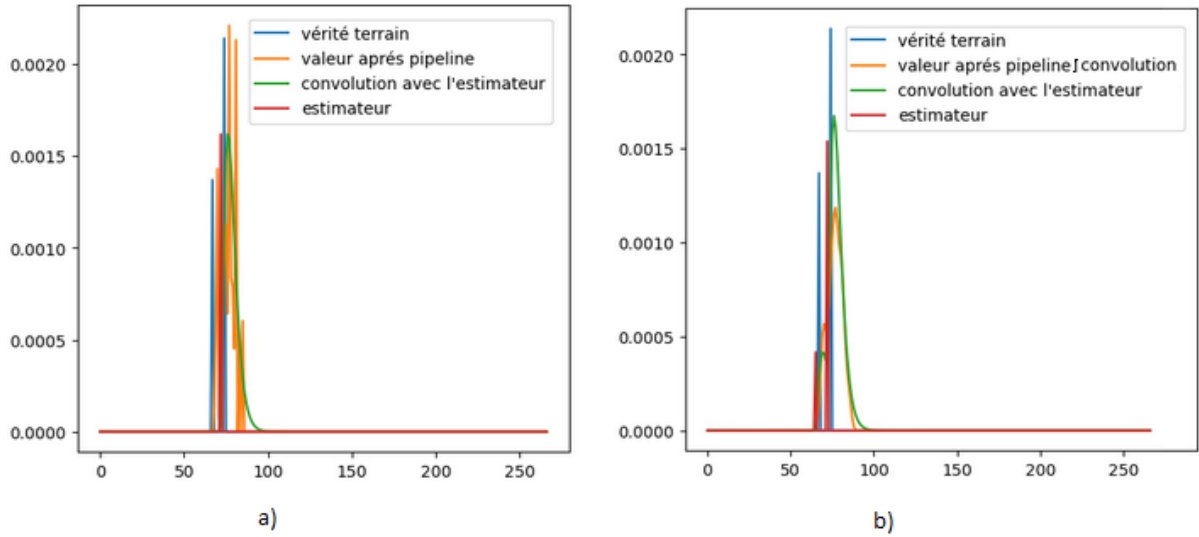 vérité terrain
valeur aprés pipeline
convolution avec l'estimateur
estimateur
0.0020
0.0015
0.0010
0.0005
0.0000
0 50 100 150 200 250
a)
vérité terrain
valeur aprés pipeline∫convolution
convolution avec l'estimateur
estimateur
0.0020
0.0015
0.0010
0.0005
0.0000
0 50 100 150 200 250
b)